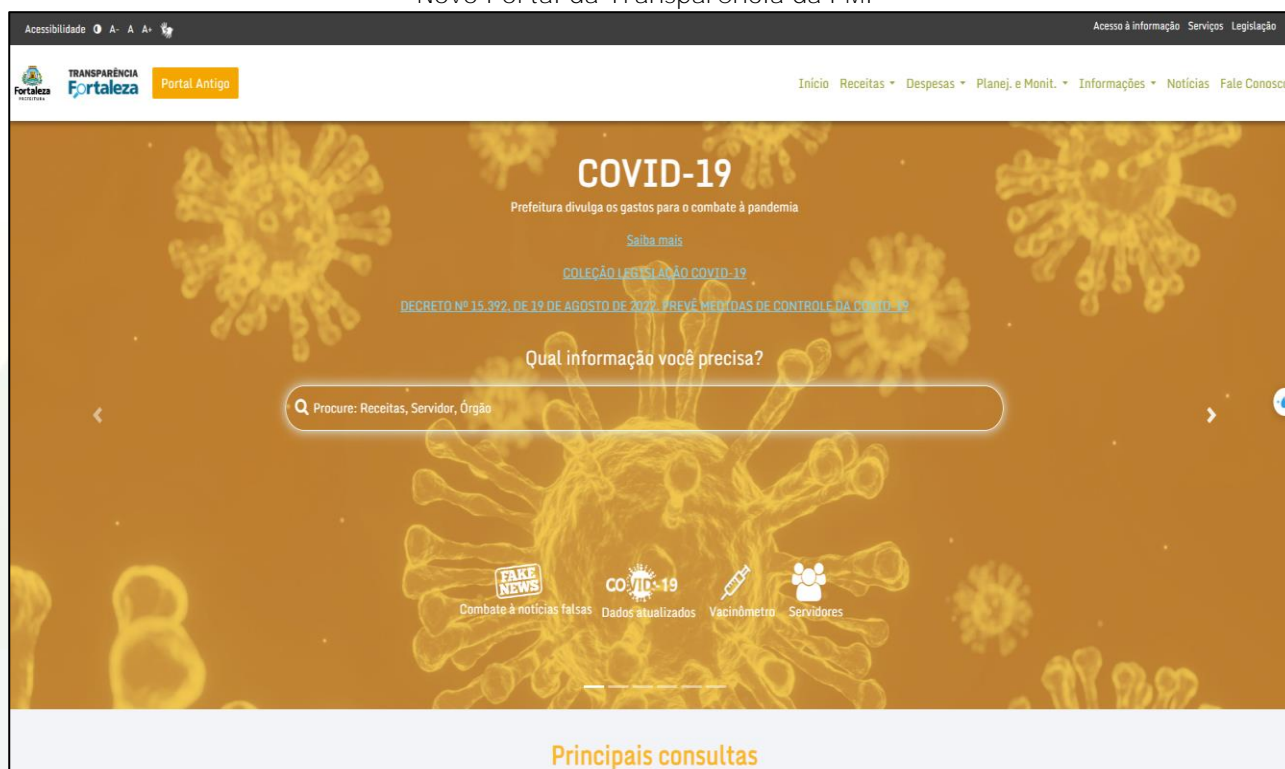 Novo Portal da Transparência da PMF
Acessibilidade A- A A+
Acesso à informação Serviços Legislação
Fortaleza
PREFEITURA
TRANSPARÊNCIA
Fortaleza
Portal Antigo
Início Receitas Despesas Planej. e Monit. Informações Notícias Fale Conosco
COVID-19
Prefeitura divulga os gastos para o combate à pandemia
Saiba mais
COLEÇÃO LEGISLAÇÃO COVID-19
DECRETO Nº 15.392, DE 19 DE AGOSTO DE 2022, PREVÊ MEDIDAS DE CONTROLE DA COVID-19
Qual informação você precisa?
Procure: Receitas, Servidor, Órgão
FAKE
NEWS
COVID-19
Combate à notícias falsas Dados atualizados Vacinômetro Servidores
Principais consultas